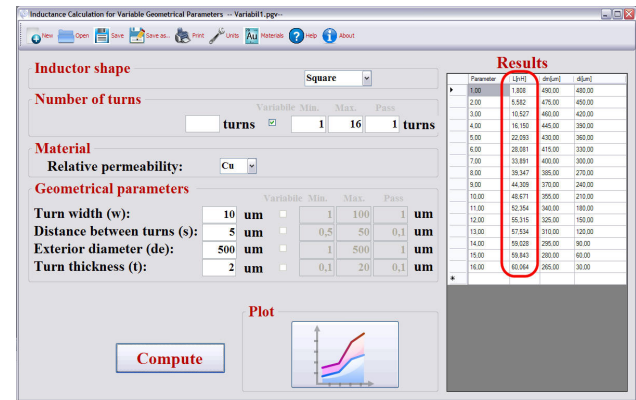 Inductance Calculation for Variable Geometrical Parameters -- Variabil1.pgv--
New Open Save Save as.. Print Units Au Materials Help About
Inductor shape
Square
Number of turns
Variabile Min. Max. Pass
turns 1 16 1 turns
Material
Relative permeability: Cu
Geometrical parameters
Variabile Min. Max. Pass
Turn width (w): 10 um 1 100 1 um
Distance between turns (s): 5 um 0,5 50 0,1 um
Exterior diameter (de): 500 um 1 500 1 um
Turn thickness (t): 2 um 0,1 20 0,1 um
Plot
Compute
Results
Parameter L[nH] dm[um] di[um]
1,00 1,808 490,00 480,00
2,00 5,582 475,00 450,00
3,00 10,527 460,00 420,00
4,00 16,150 445,00 390,00
5,00 22,093 430,00 360,00
6,00 28,081 415,00 330,00
7,00 33,891 400,00 300,00
8,00 39,347 385,00 270,00
9,00 44,309 370,00 240,00
10,00 48,671 355,00 210,00
11,00 52,354 340,00 180,00
12,00 55,315 325,00 150,00
13,00 57,534 310,00 120,00
14,00 59,028 295,00 90,00
15,00 59,843 280,00 60,00
16,00 60,064 265,00 30,00